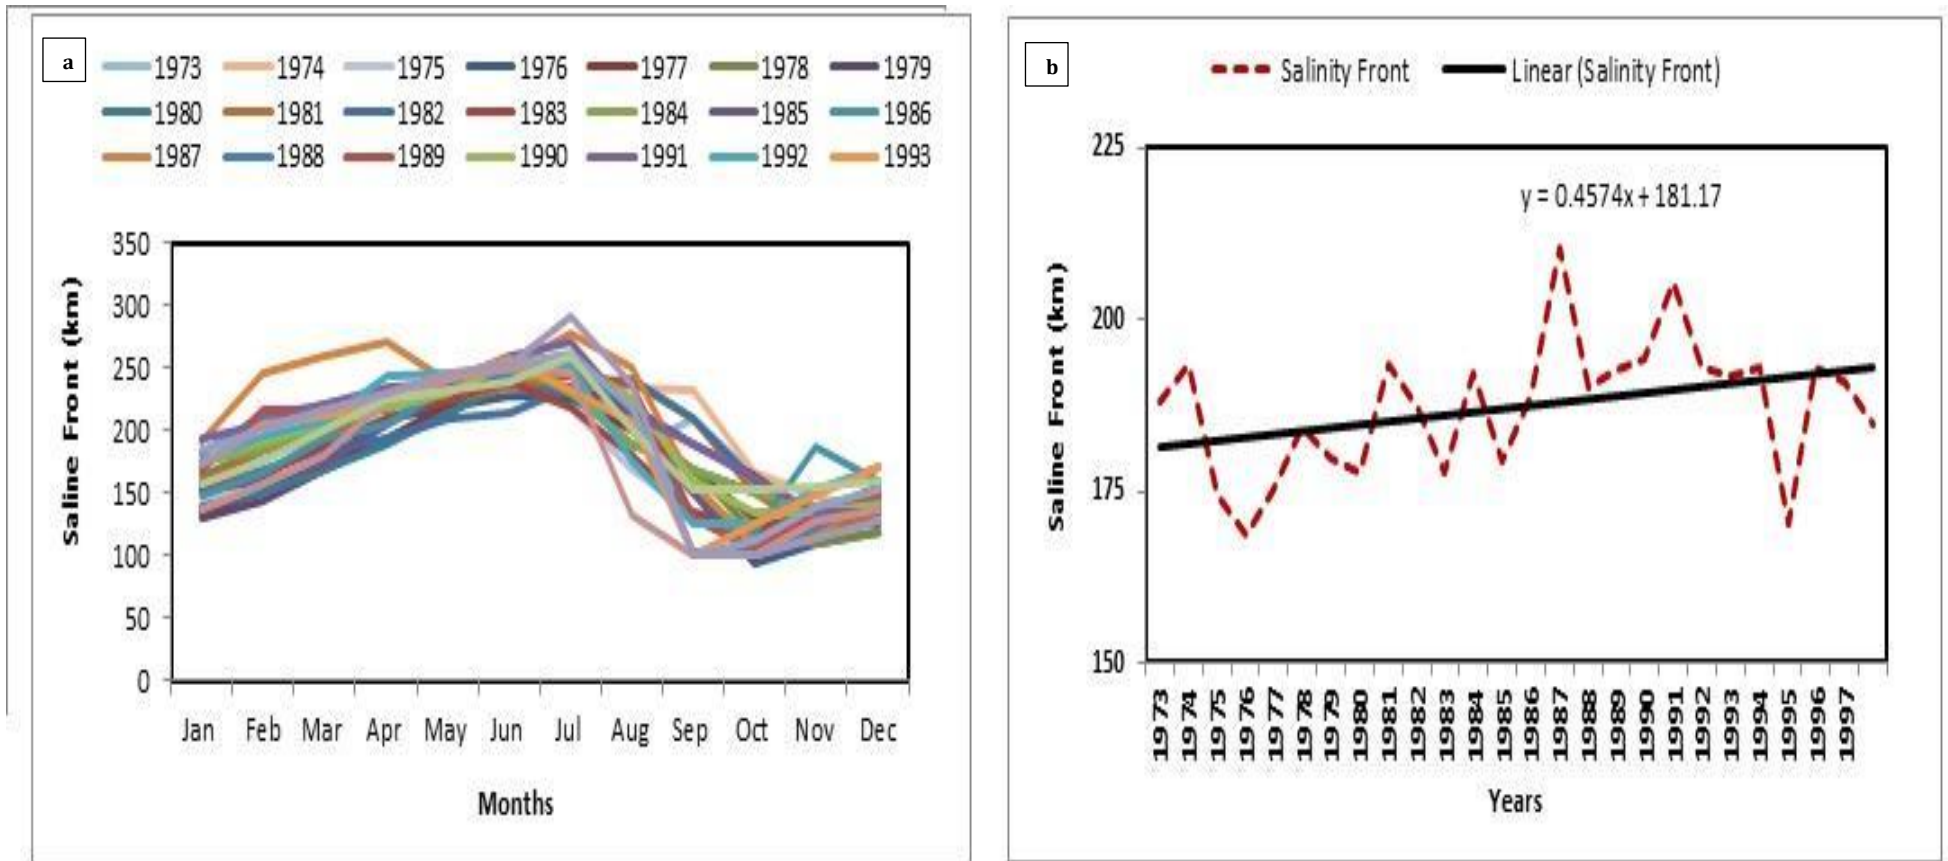 a
1973 1974 1975 1976 1977 1978 1979
1980 1981 1982 1983 1984 1985 1986
1987 1988 1989 1990 1991 1992 1993
350
300
250
200
150
100
50
0
Saline Front (km)
Jan Feb Mar Apr May Jun Jul Aug Sep Oct Nov Dec
Months
b
Salinity Front Linear (Salinity Front)
y = 0.4574x + 181.17
225
200
175
150
Saline Front (km)
1973 1974 1975 1976 1977 1978 1979 1980 1981 1982 1983 1984 1985 1986 1987 1988 1989 1990 1991 1992 1993 1994 1995 1996 1997
Years